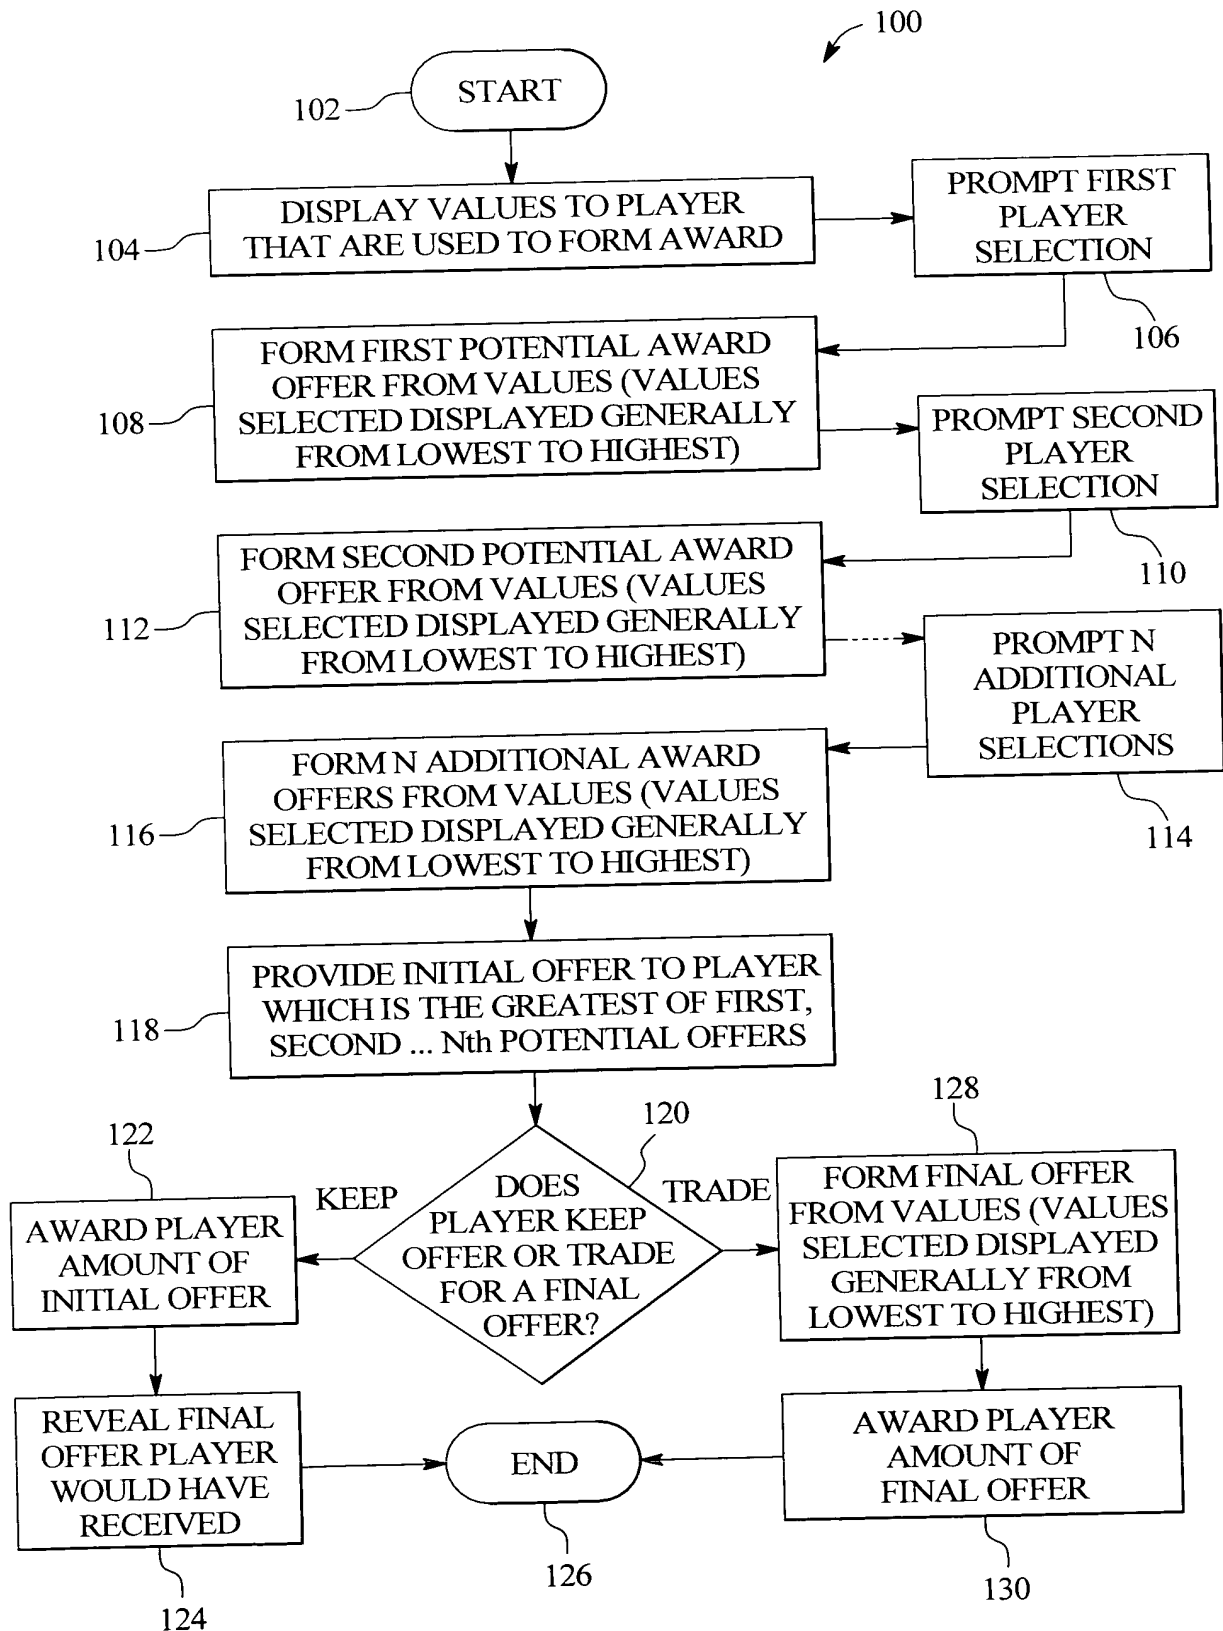 100
START
102
DISPLAY VALUES TO PLAYER
THAT ARE USED TO FORM AWARD
104
PROMPT FIRST
PLAYER
SELECTION
106
FORM FIRST POTENTIAL AWARD
OFFER FROM VALUES (VALUES
SELECTED DISPLAYED GENERALLY
FROM LOWEST TO HIGHEST)
108
PROMPT SECOND
PLAYER
SELECTION
110
FORM SECOND POTENTIAL AWARD
OFFER FROM VALUES (VALUES
SELECTED DISPLAYED GENERALLY
FROM LOWEST TO HIGHEST)
112
PROMPT N
ADDITIONAL
PLAYER
SELECTIONS
114
FORM N ADDITIONAL AWARD
OFFERS FROM VALUES (VALUES
SELECTED DISPLAYED GENERALLY
FROM LOWEST TO HIGHEST)
116
PROVIDE INITIAL OFFER TO PLAYER
WHICH IS THE GREATEST OF FIRST,
SECOND ... Nth POTENTIAL OFFERS
118
120
DOES
PLAYER KEEP
OFFER OR TRADE
FOR A FINAL
OFFER?
KEEP
TRADE
122
AWARD PLAYER
AMOUNT OF
INITIAL OFFER
128
FORM FINAL OFFER
FROM VALUES (VALUES
SELECTED DISPLAYED
GENERALLY FROM
LOWEST TO HIGHEST)
REVEAL FINAL
OFFER PLAYER
WOULD HAVE
RECEIVED
124
END
126
AWARD PLAYER
AMOUNT OF
FINAL OFFER
130